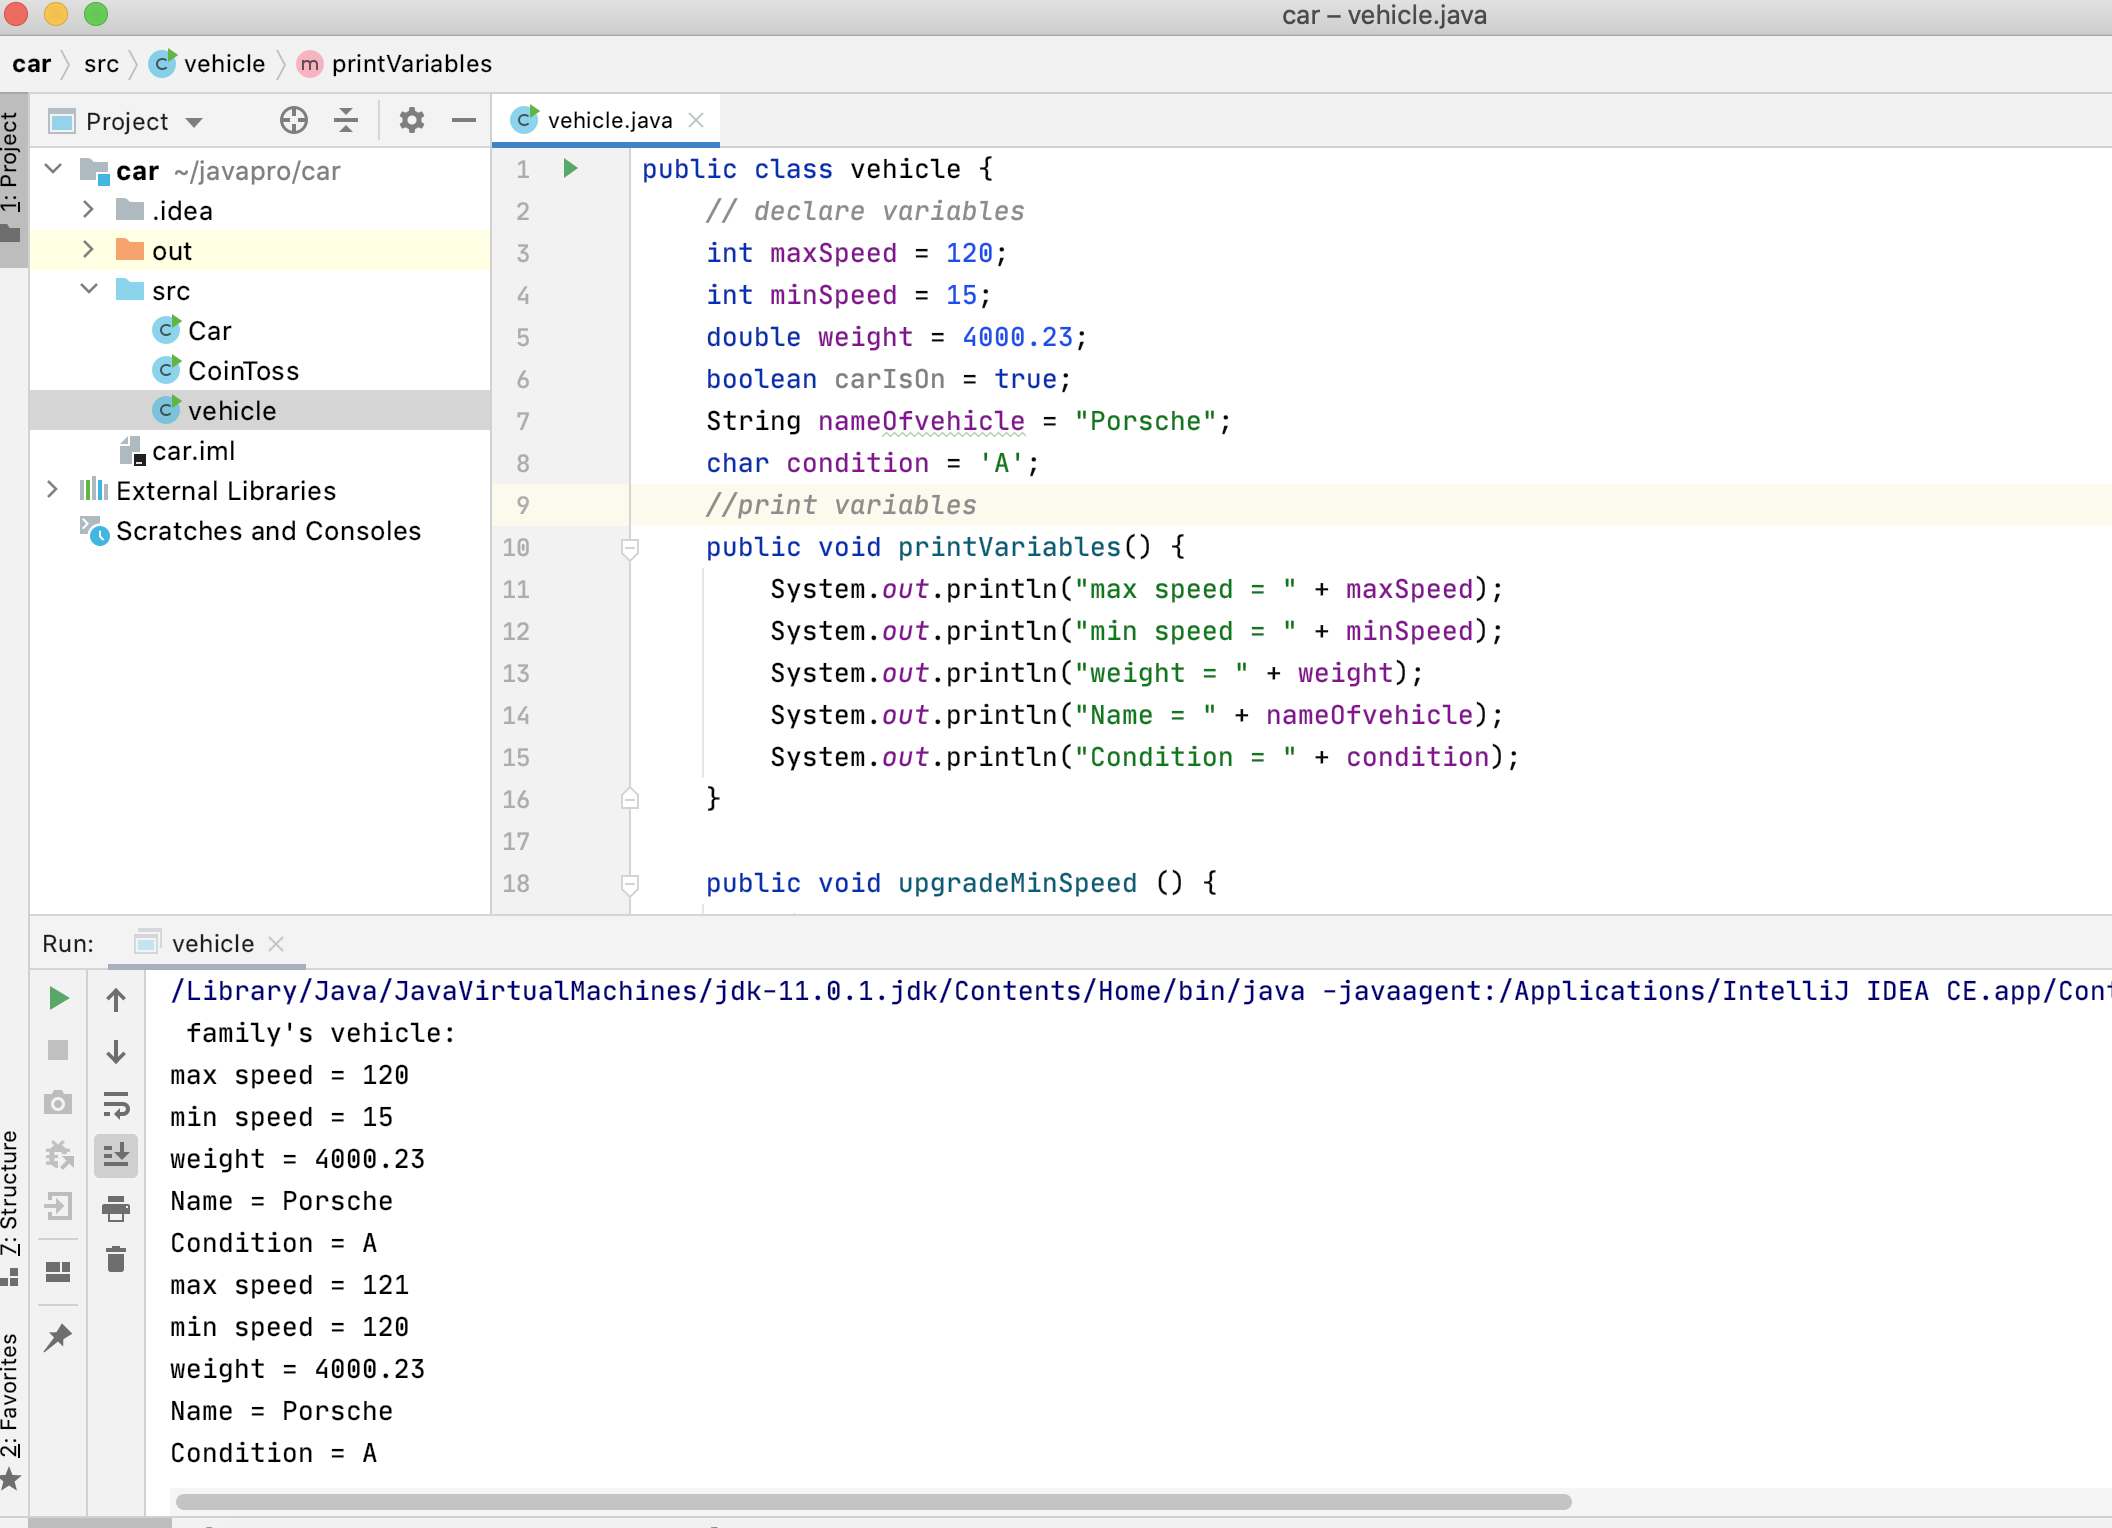 car – vehicle.java
car src vehicle printVariables
1: Project
Project
car ~/javapro/car
.idea
out
src
Car
CoinToss
vehicle
car.iml
External Libraries
Scratches and Consoles
vehicle.java
1 public class vehicle {
2 // declare variables
3 int maxSpeed = 120;
4 int minSpeed = 15;
5 double weight = 4000.23;
6 boolean carIsOn = true;
7 String nameOfvehicle = "Porsche";
8 char condition = 'A';
9 //print variables
10 public void printVariables() {
11 System.out.println("max speed = " + maxSpeed);
12 System.out.println("min speed = " + minSpeed);
13 System.out.println("weight = " + weight);
14 System.out.println("Name = " + nameOfvehicle);
15 System.out.println("Condition = " + condition);
16 }
17
18 public void upgradeMinSpeed () {
Run: vehicle
/Library/Java/JavaVirtualMachines/jdk-11.0.1.jdk/Contents/Home/bin/java -javaagent:/Applications/IntelliJ IDEA CE.app/Cont
family's vehicle:
max speed = 120
min speed = 15
weight = 4000.23
Name = Porsche
Condition = A
max speed = 121
min speed = 120
weight = 4000.23
Name = Porsche
Condition = A
7: Structure
2: Favorites